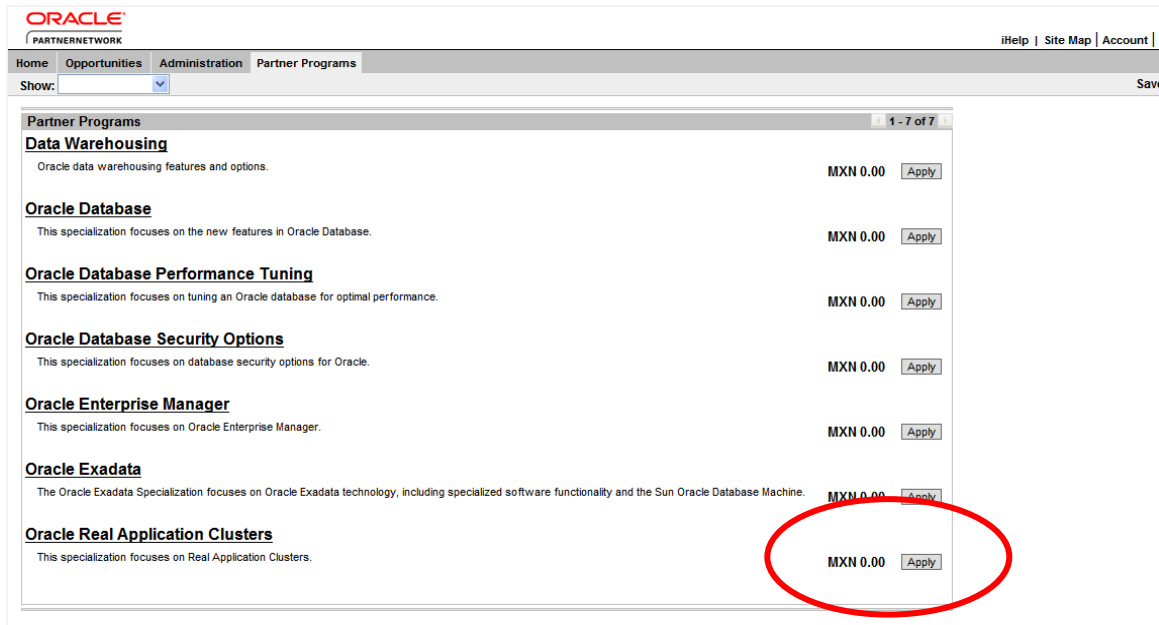 ORACLE
PARTNERNETWORK
iHelp | Site Map | Account |
Home Opportunities Administration Partner Programs
Show:
Partner Programs 1 - 7 of 7
Data Warehousing
Oracle data warehousing features and options.
MXN 0.00 Apply
Oracle Database
This specialization focuses on the new features in Oracle Database.
MXN 0.00 Apply
Oracle Database Performance Tuning
This specialization focuses on tuning an Oracle database for optimal performance.
MXN 0.00 Apply
Oracle Database Security Options
This specialization focuses on database security options for Oracle.
MXN 0.00 Apply
Oracle Enterprise Manager
This specialization focuses on Oracle Enterprise Manager.
MXN 0.00 Apply
Oracle Exadata
The Oracle Exadata Specialization focuses on Oracle Exadata technology, including specialized software functionality and the Sun Oracle Database Machine.
MXN 0.00 Apply
Oracle Real Application Clusters
This specialization focuses on Real Application Clusters.
MXN 0.00 Apply